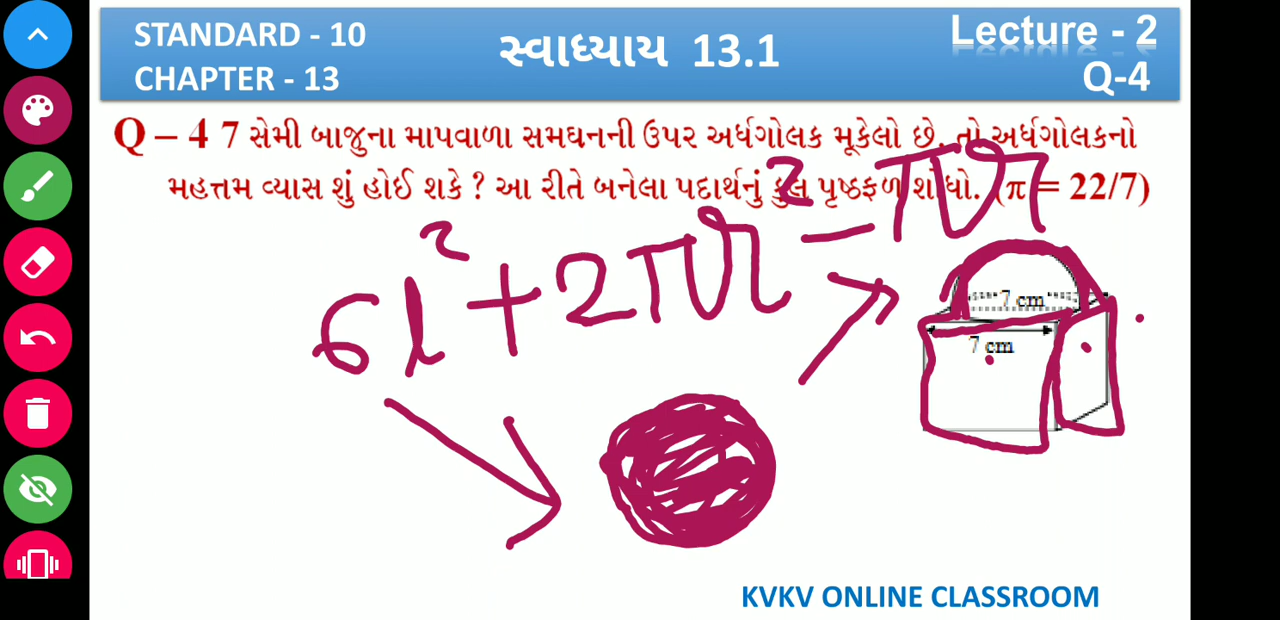 STANDARD - 10
CHAPTER - 13
સ્વાધ્યાય 13.1
Lecture - 2
Q-4
Q – 4 7 સેમી બાજુના માપવાળા સમઘનની ઉપર અર્ધગોલક મૂકેલો છે. તો અર્ધગોલકનો
મહત્તમ વ્યાસ શું હોઈ શકે ? આ રીતે બનેલા પદાર્થનું કુલ પૃષ્ઠફળ શોધો. (π = 22/7)
6l² + 2πr² – πr
7 cm
7 cm
KVKV ONLINE CLASSROOM